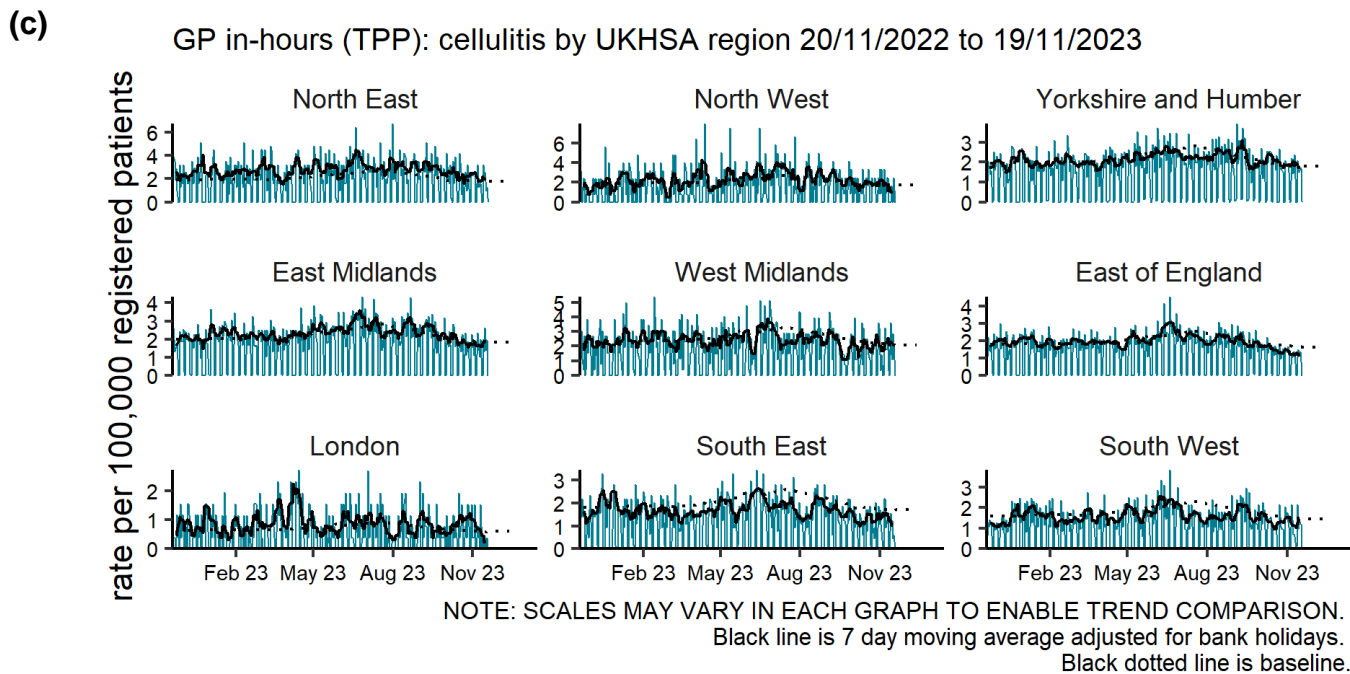 (c)
GP in-hours (TPP): cellulitis by UKHSA region 20/11/2022 to 19/11/2023
rate per 100,000 registered patients
North East
6
4
2
0
North West
6
4
2
0
Yorkshire and Humber
3
2
1
0
East Midlands
4
3
2
1
0
West Midlands
5
4
3
2
1
0
East of England
4
3
2
1
0
London
2
1
0
South East
3
2
1
0
South West
3
2
1
0
Feb 23 May 23 Aug 23 Nov 23
Feb 23 May 23 Aug 23 Nov 23
Feb 23 May 23 Aug 23 Nov 23
NOTE: SCALES MAY VARY IN EACH GRAPH TO ENABLE TREND COMPARISON.
Black line is 7 day moving average adjusted for bank holidays.
Black dotted line is baseline.